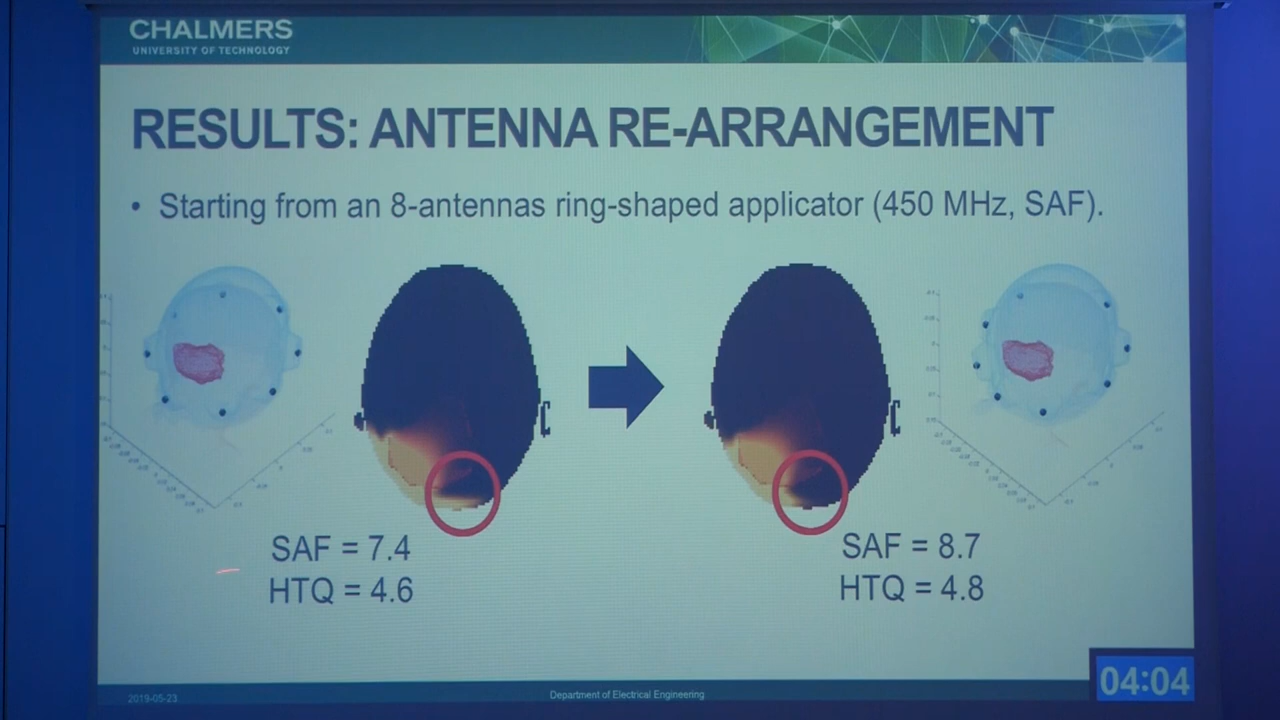 CHALMERS
UNIVERSITY OF TECHNOLOGY
RESULTS: ANTENNA RE-ARRANGEMENT
• Starting from an 8-antennas ring-shaped applicator (450 MHz, SAF).
SAF = 7.4
HTQ = 4.6
SAF = 8.7
HTQ = 4.8
2019-05-23
Department of Electrical Engineering
04:04